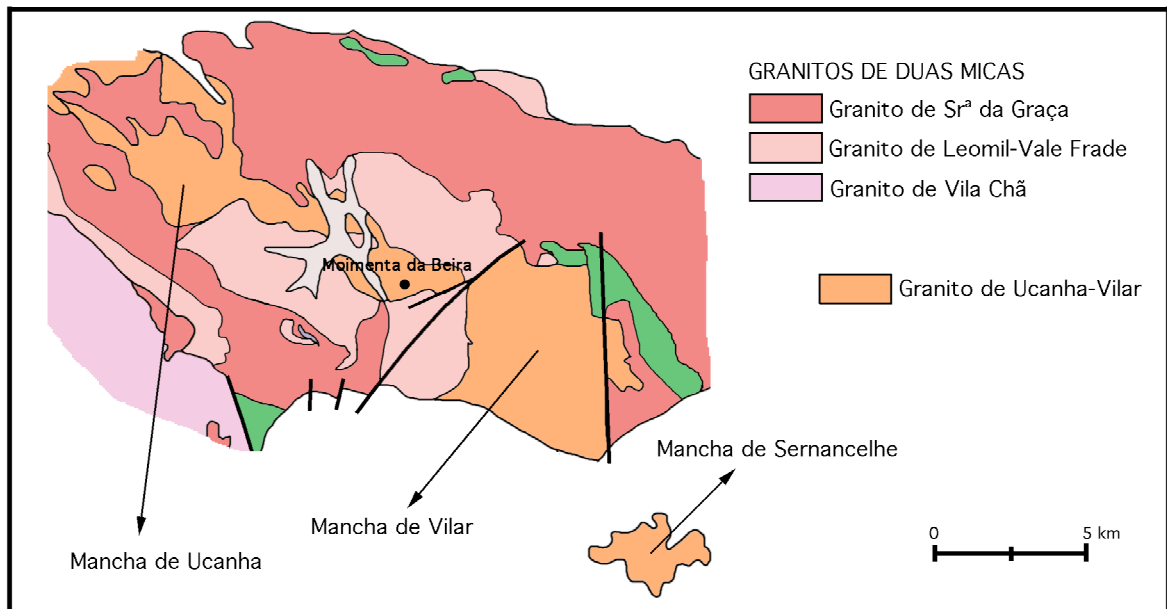 GRANITOS DE DUAS MICAS
Granito de Srª da Graça
Granito de Leomil-Vale Frade
Granito de Vila Chã
Granito de Ucanha-Vilar
Moimenta da Beira
Mancha de Sernancelhe
Mancha de Vilar
Mancha de Ucanha
0 5 km